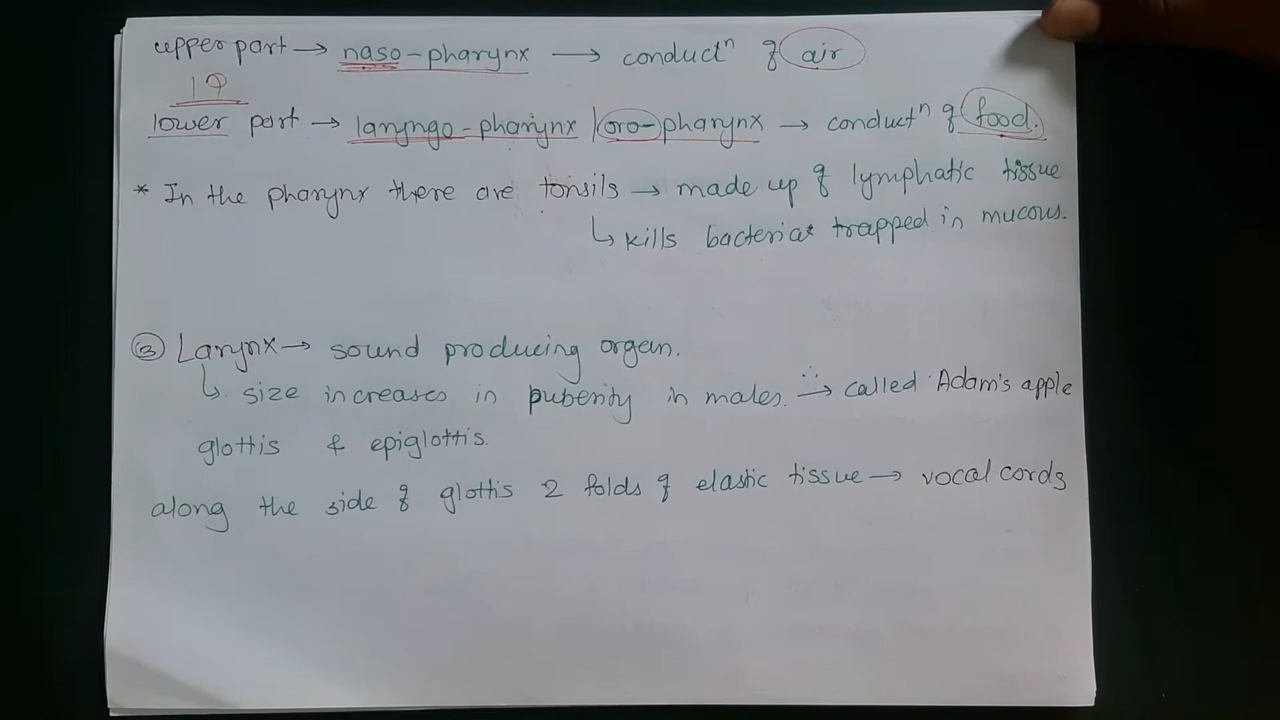 upper part → naso-pharynx → conductⁿ of air
1Q
lower part → laryngo-pharynx | oro-pharynx → conductⁿ of food.
* In the pharynx there are tonsils → made up of lymphatic tissue
↳ kills bacterias trapped in mucous.
③ Larynx → sound producing organ.
↳ size increases in puberity in males. ∴ → called Adam's apple
glottis & epiglottis.
along the side of glottis 2 folds of elastic tissue → vocal cords